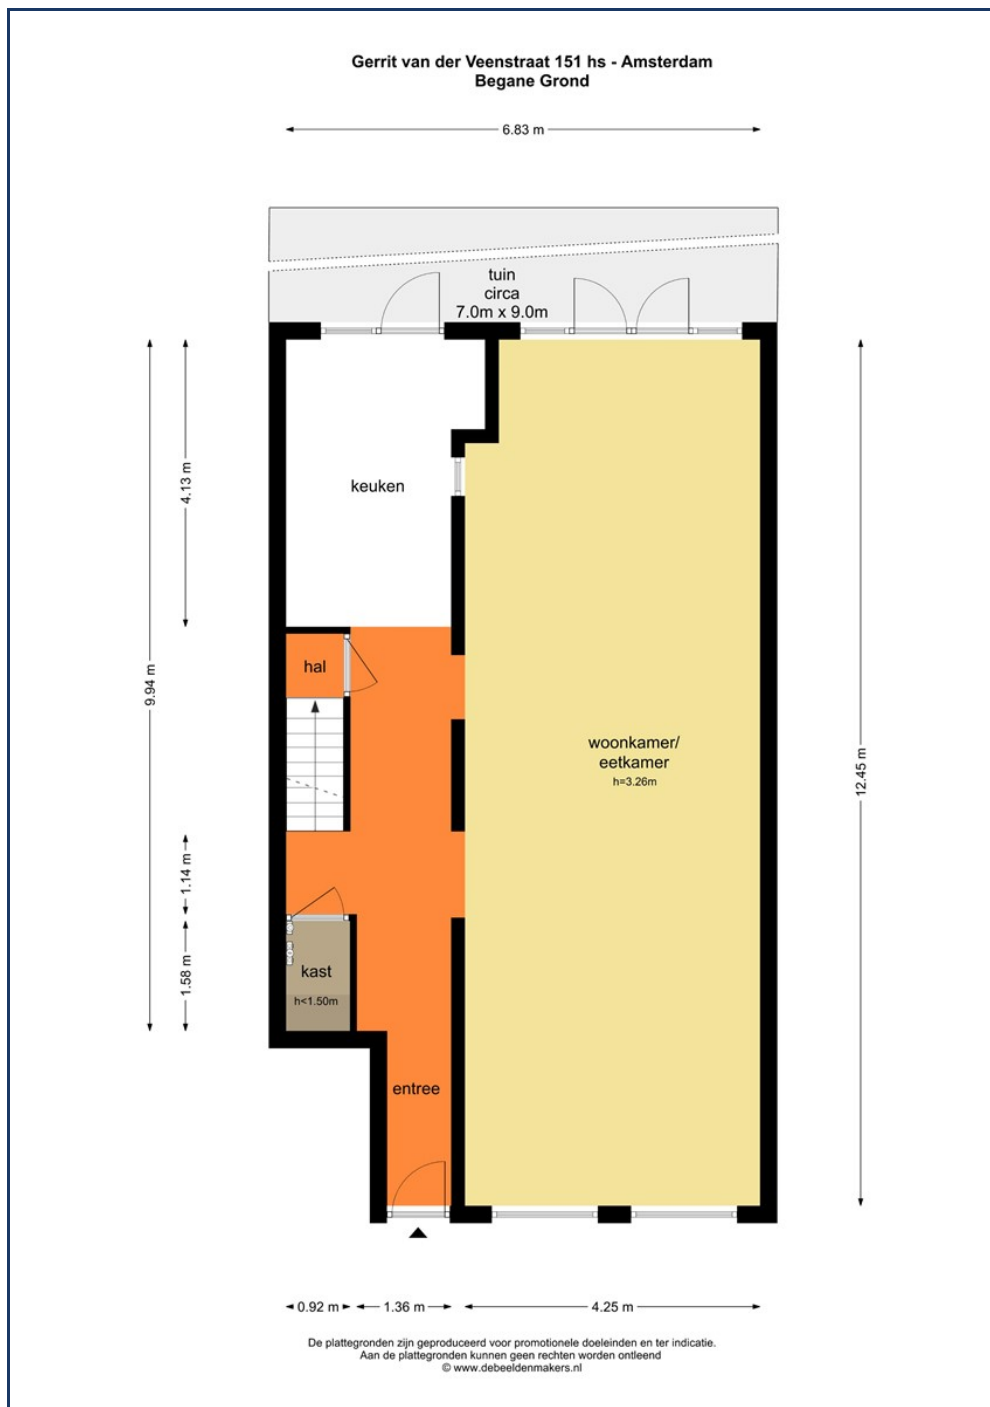 Gerrit van der Veenstraat 151 hs - Amsterdam
Begane Grond
6.83 m
tuin
circa
7.0m x 9.0m
4.13 m
keuken
9.94 m
hal
woonkamer/
eetkamer
h=3.26m
12.45 m
1.14 m
1.58 m
kast
h<1.50m
entree
0.92 m
1.36 m
4.25 m
De plattegronden zijn geproduceerd voor promotionele doeleinden en ter indicatie.
Aan de plattegronden kunnen geen rechten worden ontleend
© www.debeeldenmakers.nl